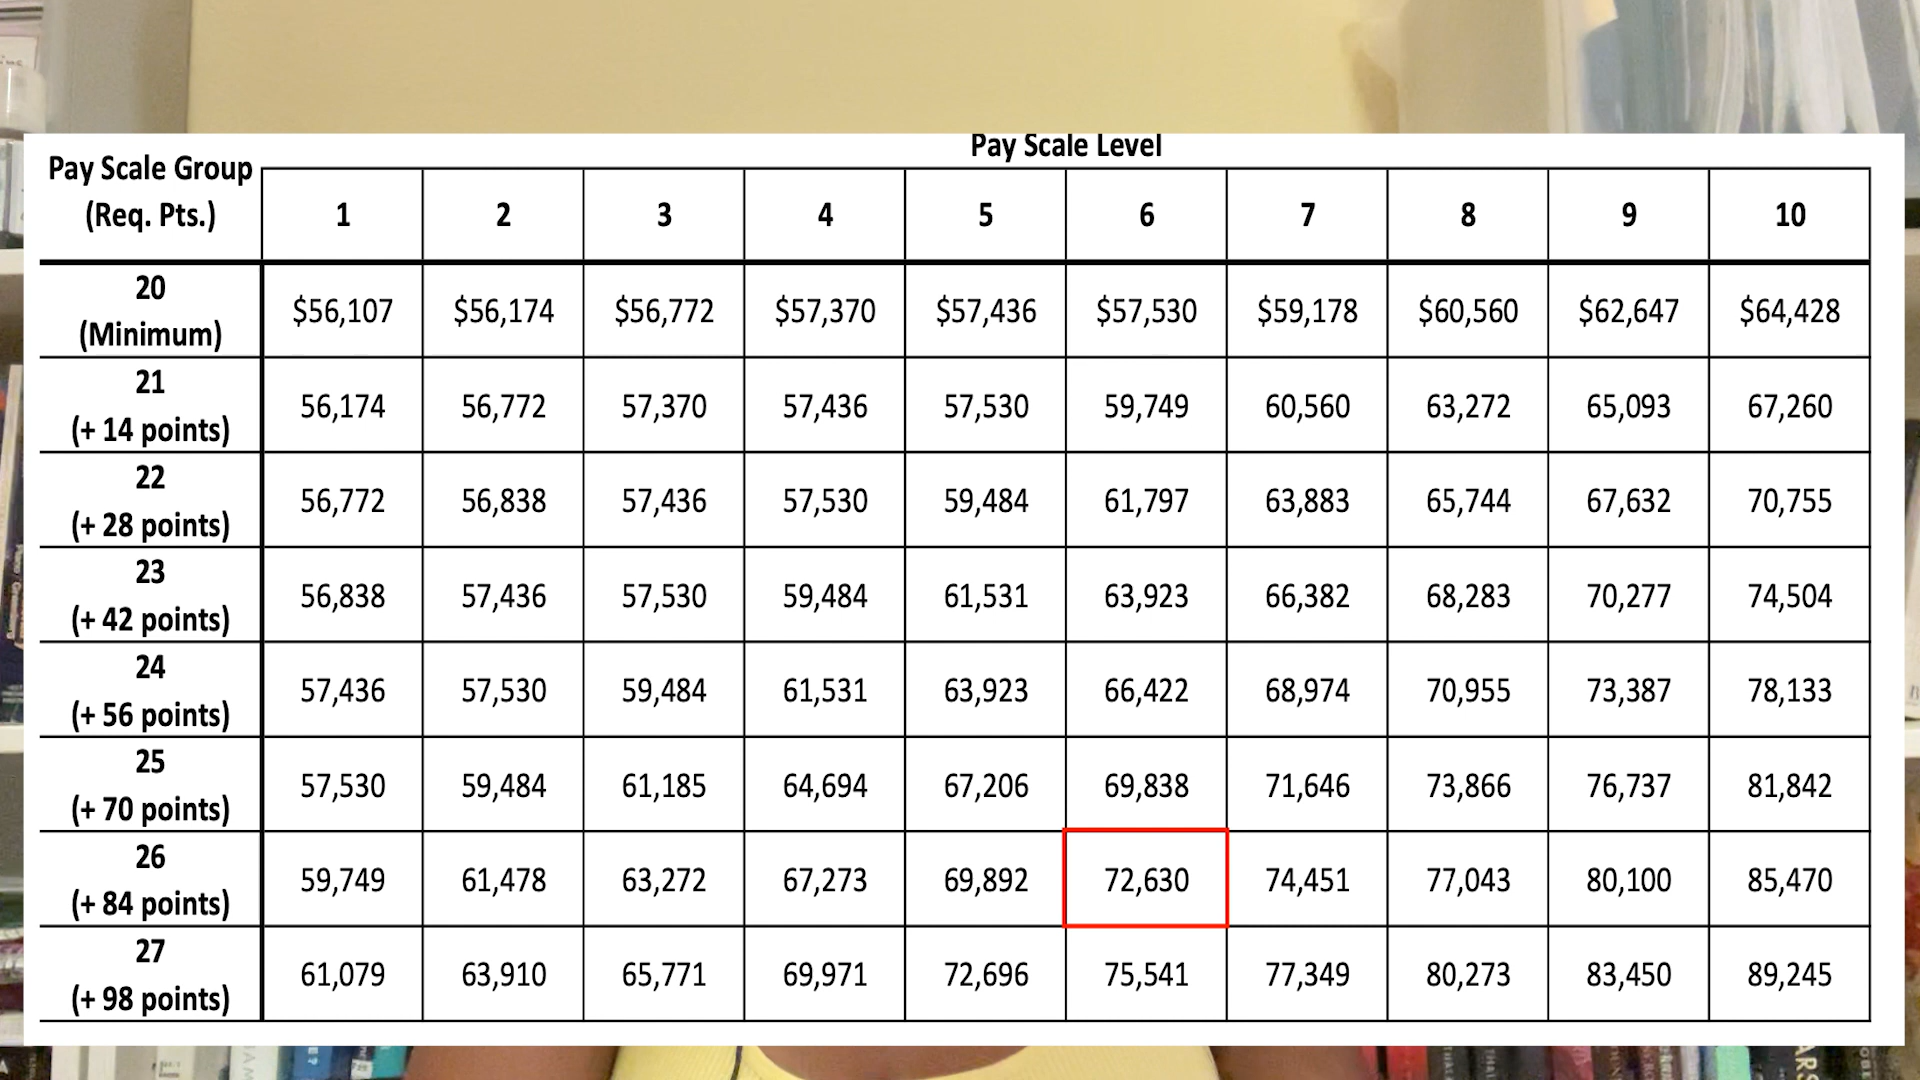 Pay Scale Level
Pay Scale Group
(Req. Pts.)
1 2 3 4 5 6 7 8 9 10
20
(Minimum)
$56,107 $56,174 $56,772 $57,370 $57,436 $57,530 $59,178 $60,560 $62,647 $64,428
21
(+ 14 points)
56,174 56,772 57,370 57,436 57,530 59,749 60,560 63,272 65,093 67,260
22
(+ 28 points)
56,772 56,838 57,436 57,530 59,484 61,797 63,883 65,744 67,632 70,755
23
(+ 42 points)
56,838 57,436 57,530 59,484 61,531 63,923 66,382 68,283 70,277 74,504
24
(+ 56 points)
57,436 57,530 59,484 61,531 63,923 66,422 68,974 70,955 73,387 78,133
25
(+ 70 points)
57,530 59,484 61,185 64,694 67,206 69,838 71,646 73,866 76,737 81,842
26
(+ 84 points)
59,749 61,478 63,272 67,273 69,892 72,630 74,451 77,043 80,100 85,470
27
(+ 98 points)
61,079 63,910 65,771 69,971 72,696 75,541 77,349 80,273 83,450 89,245